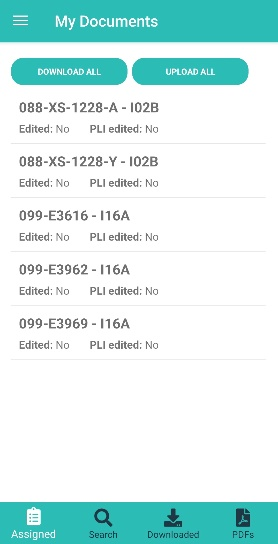 My Documents
DOWNLOAD ALL UPLOAD ALL
088-XS-1228-A - I02B
Edited: No PLI edited: No
088-XS-1228-Y - I02B
Edited: No PLI edited: No
099-E3616 - I16A
Edited: No PLI edited: No
099-E3962 - I16A
Edited: No PLI edited: No
099-E3969 - I16A
Edited: No PLI edited: No
Assigned Search Downloaded PDFs